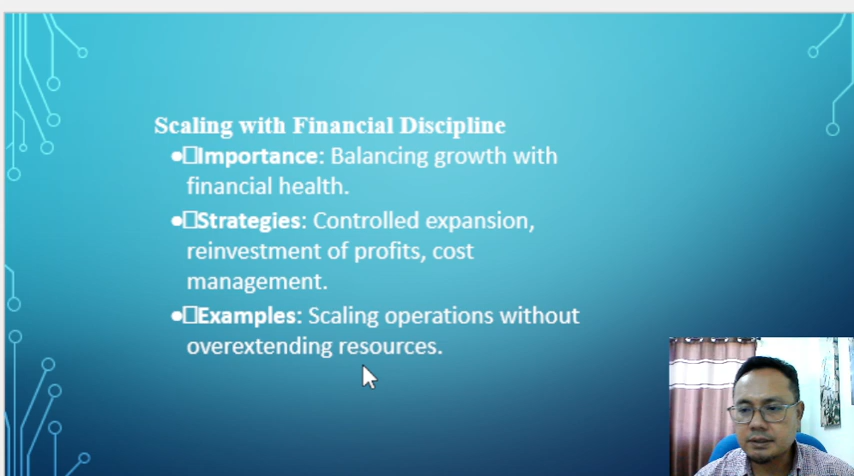 Scaling with Financial Discipline
•□Importance: Balancing growth with
financial health.
•□Strategies: Controlled expansion,
reinvestment of profits, cost
management.
•□Examples: Scaling operations without
overextending resources.